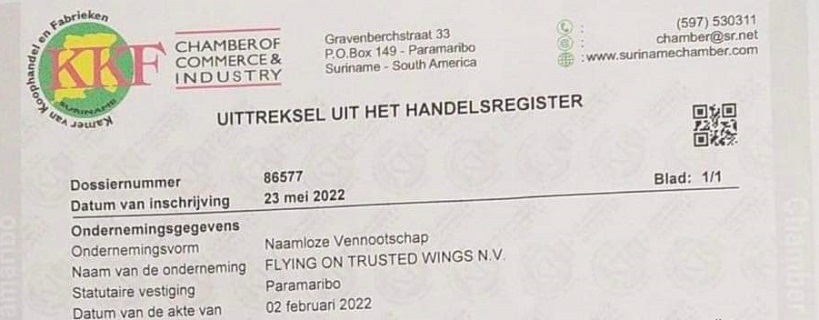 Kamer van Koophandel en Fabrieken
KKF
SURINAME
CHAMBER OF
COMMERCE &
INDUSTRY
Gravenberchstraat 33
P.O.Box 149 - Paramaribo
Suriname - South America
: (597) 530311
: chamber@sr.net
: www.surinamechamber.com
UITTREKSEL UIT HET HANDELSREGISTER
Dossiernummer 86577
Datum van inschrijving 23 mei 2022 Blad: 1/1
Ondernemingsgegevens
Ondernemingsvorm Naamloze Vennootschap
Naam van de onderneming FLYING ON TRUSTED WINGS N.V.
Statutaire vestiging Paramaribo
Datum van de akte van 02 februari 2022
amaribo
Chamber